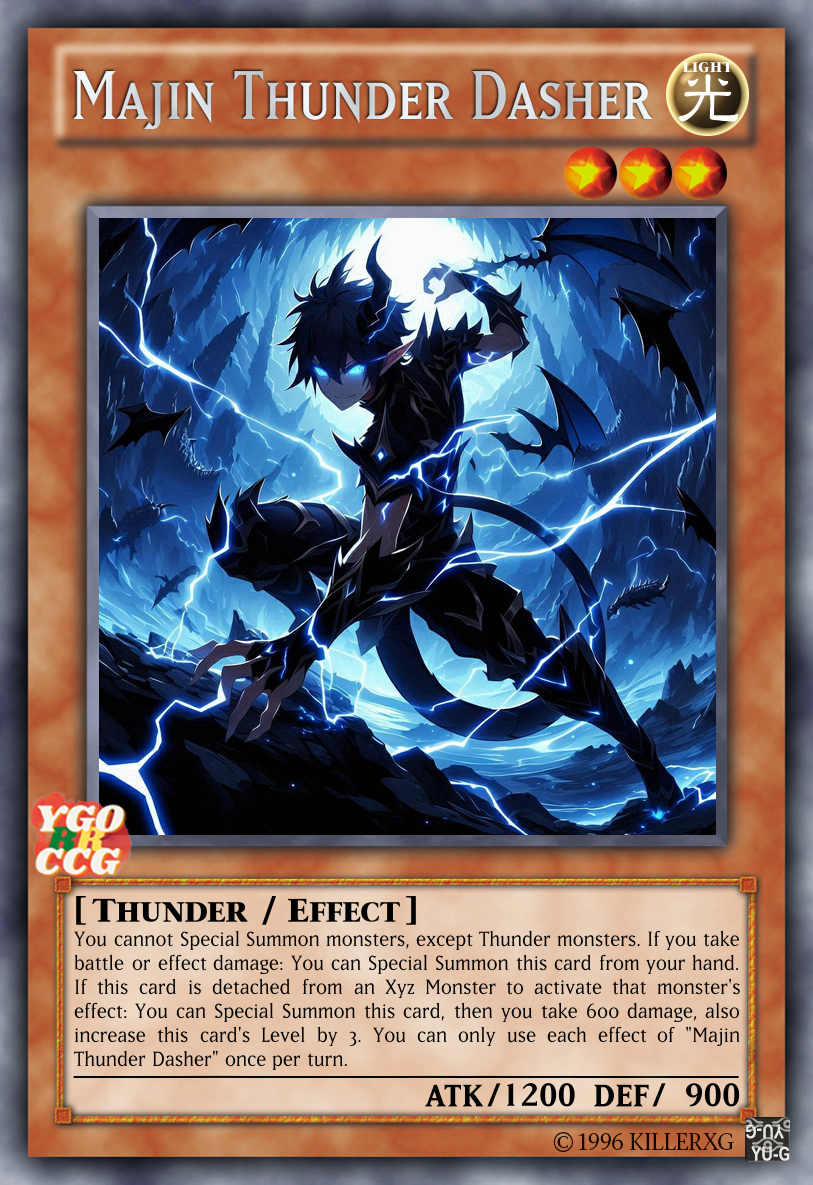 Majin Thunder Dasher
LIGHT
光
YGO
RR
CCG
[ Thunder / Effect ]
You cannot Special Summon monsters, except Thunder monsters. If you take
battle or effect damage: You can Special Summon this card from your hand.
If this card is detached from an Xyz Monster to activate that monster's
effect: You can Special Summon this card, then you take 600 damage, also
increase this card's Level by 3. You can only use each effect of "Majin
Thunder Dasher" once per turn.
ATK/1200 DEF/ 900
©1996 KILLERXG
YU-G